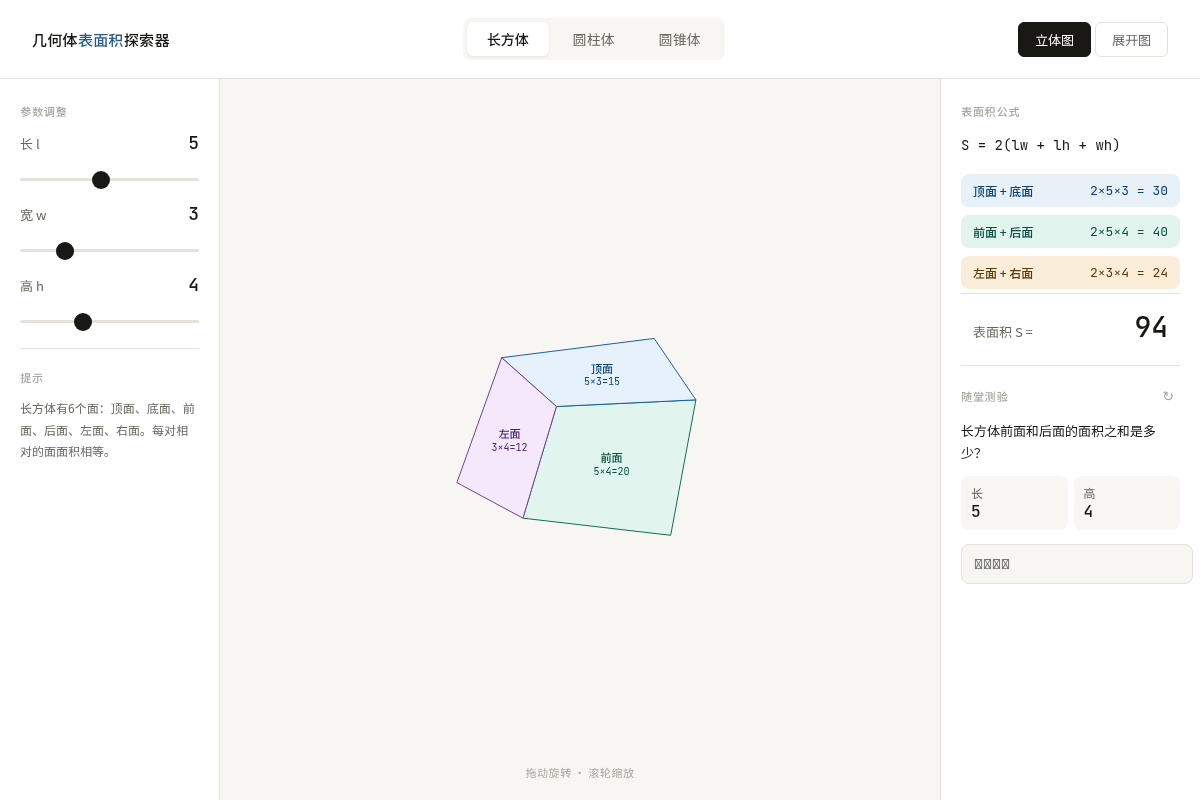 几何体表面积探索器
长方体
圆柱体
圆锥体
立体图
展开图
参数调整
长 l
5
宽 w
3
高 h
4
提示
长方体有6个面：顶面、底面、前
面、后面、左面、右面。每对相
对的面面积相等。
顶面
5×3=15
左面
3×4=12
前面
5×4=20
拖动旋转 · 滚轮缩放
表面积公式
S = 2(lw + lh + wh)
顶面 + 底面
2×5×3 = 30
前面 + 后面
2×5×4 = 40
左面 + 右面
2×3×4 = 24
表面积 S =
94
随堂测验
↻
长方体前面和后面的面积之和是多
少？
长
5
高
4